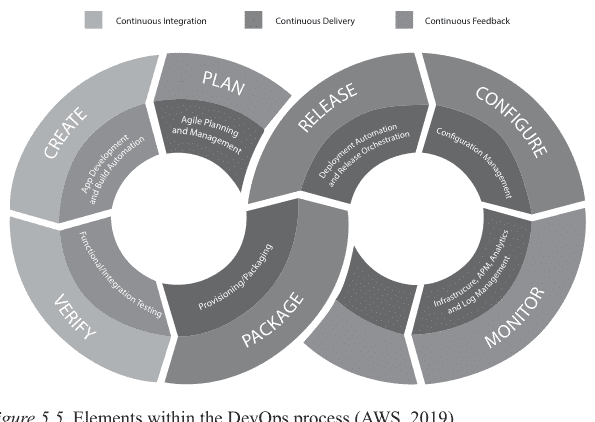 Continuous Integration
Continuous Delivery
Continuous Feedback
PLAN
Agile Planning
and Management
CREATE
App Development
and Build Automation
VERIFY
Functional/Integration Testing
PACKAGE
Provisioning/Packaging
RELEASE
Deployment Automation
and Release Orchestration
CONFIGURE
Configuration Management
MONITOR
Infrastrucure, APM, Analytics
and Log Management
igure 5.5. Elements within the DevOps process (AWS, 2019)